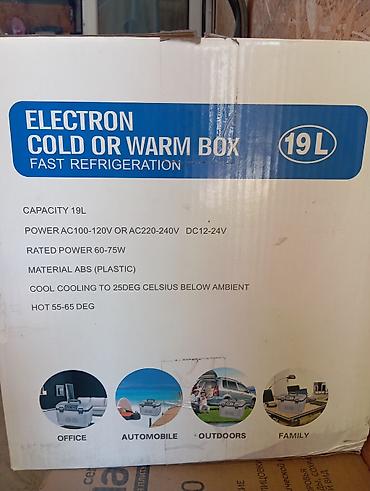 ELECTRON
COLD OR WARM BOX
19L
FAST REFRIGERATION
CAPACITY 19L
POWER AC100-120V OR AC220-240V DC12-24V
RATED POWER 60-75W
MATERIAL ABS (PLASTIC)
COOL COOLING TO 25DEG CELSIUS BELOW AMBIENT
HOT 55-65 DEG
OFFICE AUTOMOBILE OUTDOORS FAMILY